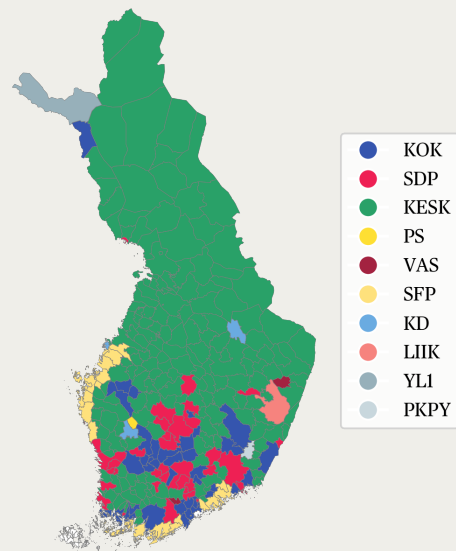 KOK
SDP
KESK
PS
VAS
SFP
KD
LIIK
YL1
PKPY